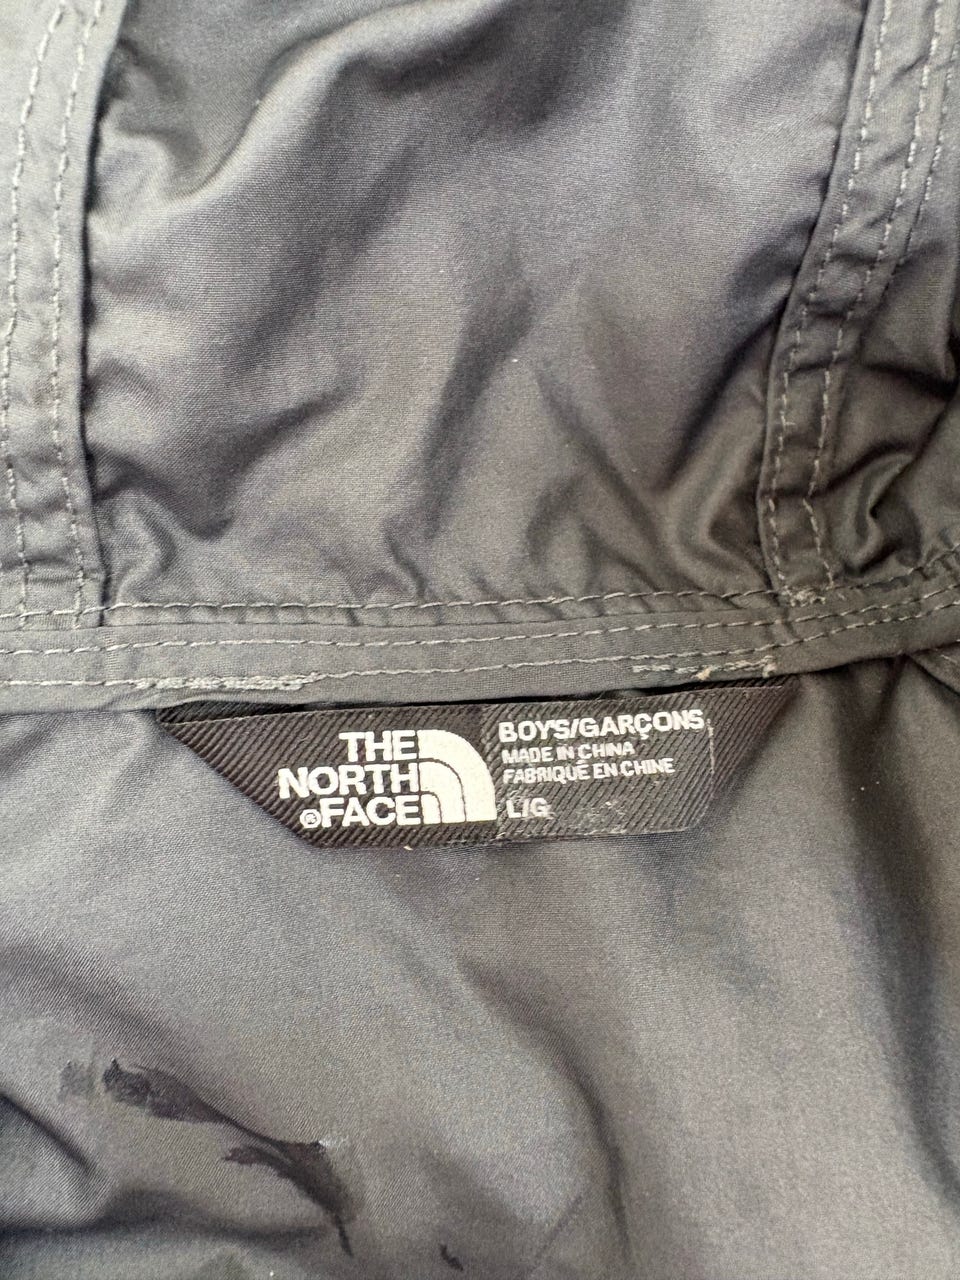 THE
NORTH
®FACE
BOYS/GARÇONS
MADE IN CHINA
FABRIQUÉ EN CHINE
L/G